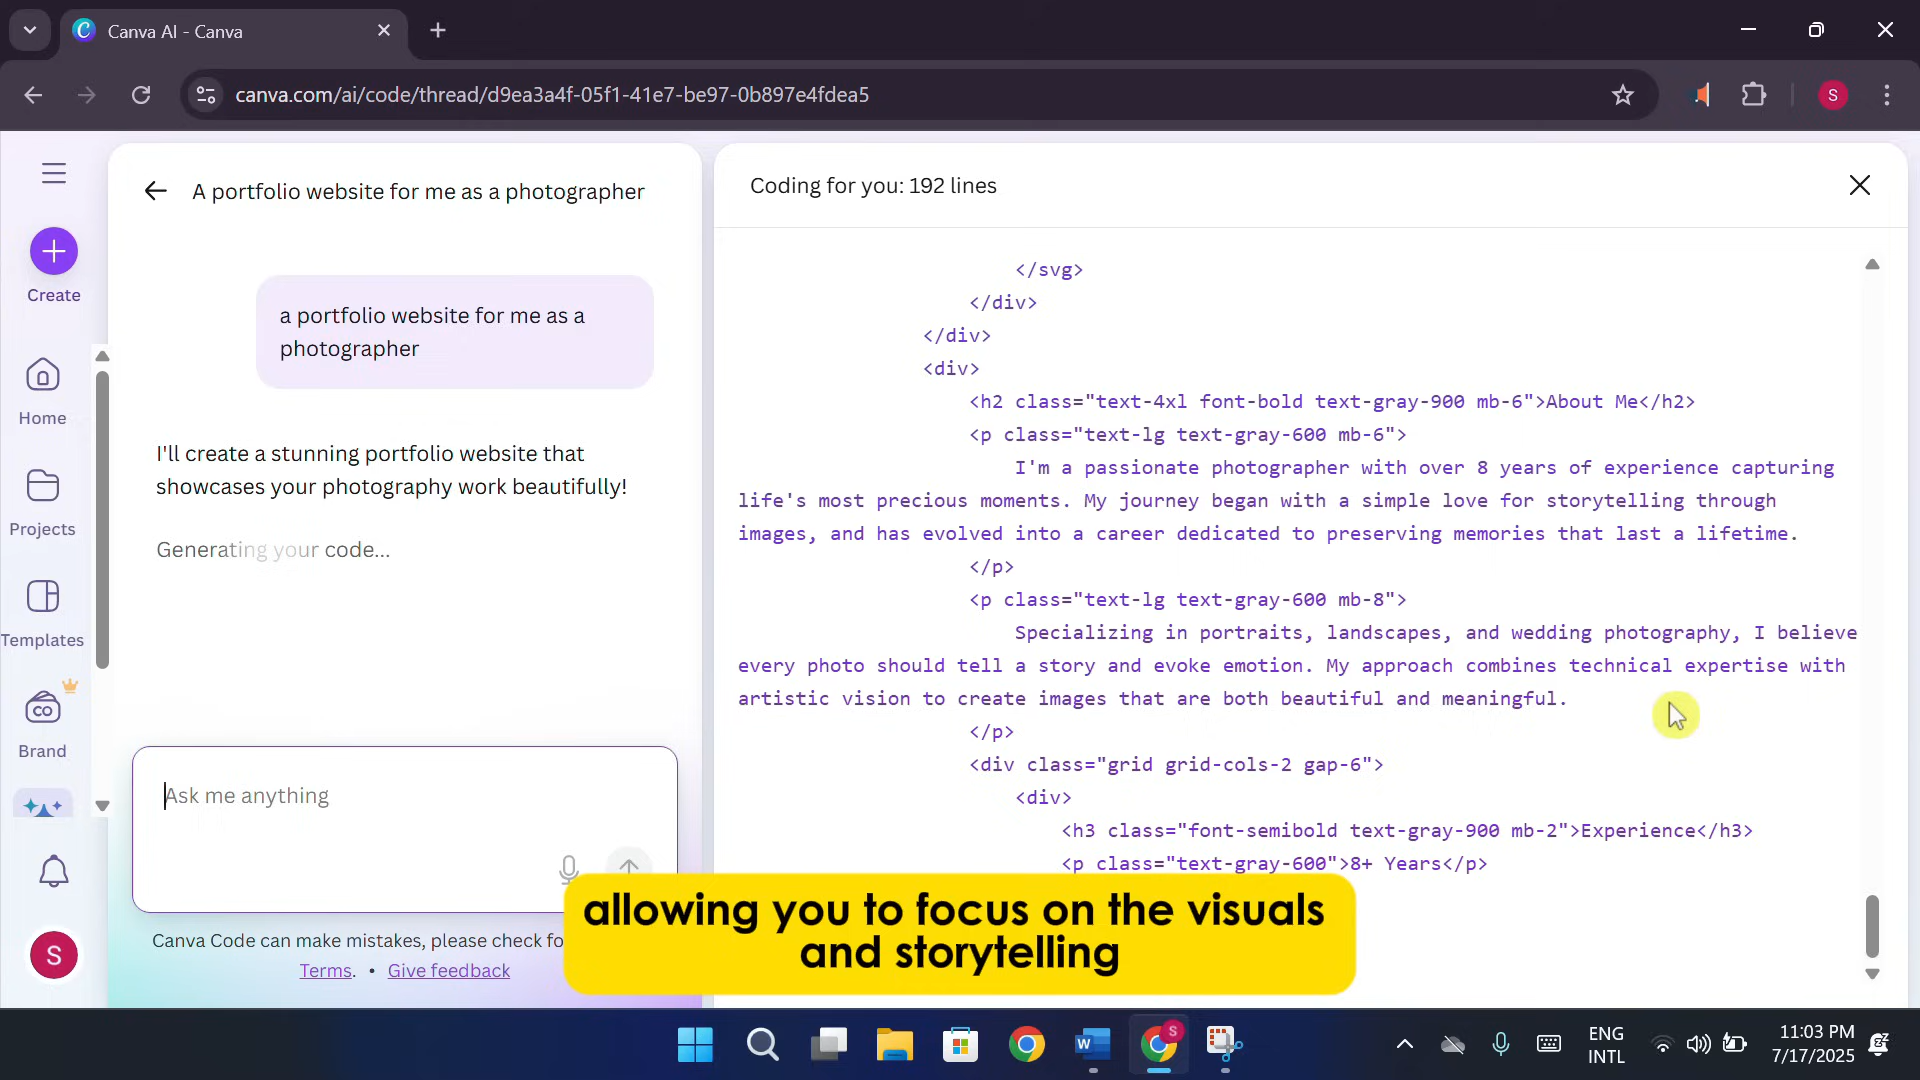 Canva AI - Canva
canva.com/ai/code/thread/d9ea3a4f-05f1-41e7-be97-0b897e4fdea5
S
Create
Home
Projects
Templates
CO
Brand
S
A portfolio website for me as a photographer
a portfolio website for me as a
photographer
I'll create a stunning portfolio website that
showcases your photography work beautifully!
Generating your code...
Ask me anything
Canva Code can make mistakes, please check fo
Terms. • Give feedback
Coding for you: 192 lines
</svg>
</div>
</div>
<div>
<h2 class="text-4xl font-bold text-gray-900 mb-6">About Me</h2>
<p class="text-lg text-gray-600 mb-6">
I'm a passionate photographer with over 8 years of experience capturing
life's most precious moments. My journey began with a simple love for storytelling through
images, and has evolved into a career dedicated to preserving memories that last a lifetime.
</p>
<p class="text-lg text-gray-600 mb-8">
Specializing in portraits, landscapes, and wedding photography, I believe
every photo should tell a story and evoke emotion. My approach combines technical expertise with
artistic vision to create images that are both beautiful and meaningful.
</p>
<div class="grid grid-cols-2 gap-6">
<div>
<h3 class="font-semibold text-gray-900 mb-2">Experience</h3>
<p class="text-gray-600">8+ Years</p>
allowing you to focus on the visuals
and storytelling
W
S
ENG
INTL
11:03 PM
7/17/2025